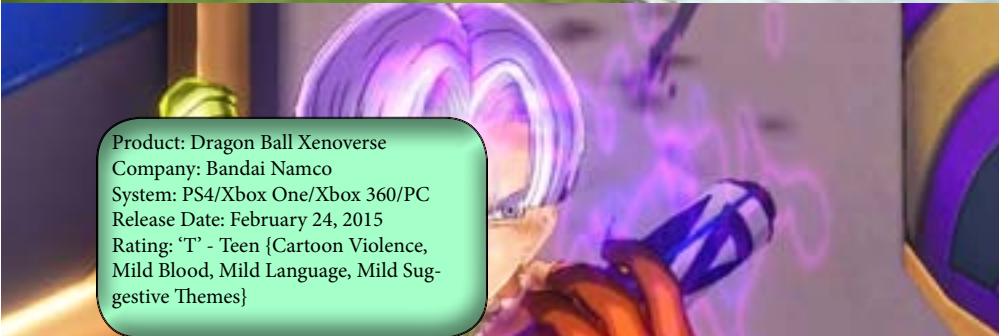 Product: Dragon Ball Xenoverse
Company: Bandai Namco
System: PS4/Xbox One/Xbox 360/PC
Release Date: February 24, 2015
Rating: ‘T’ - Teen {Cartoon Violence,
Mild Blood, Mild Language, Mild Sug-
gestive Themes}